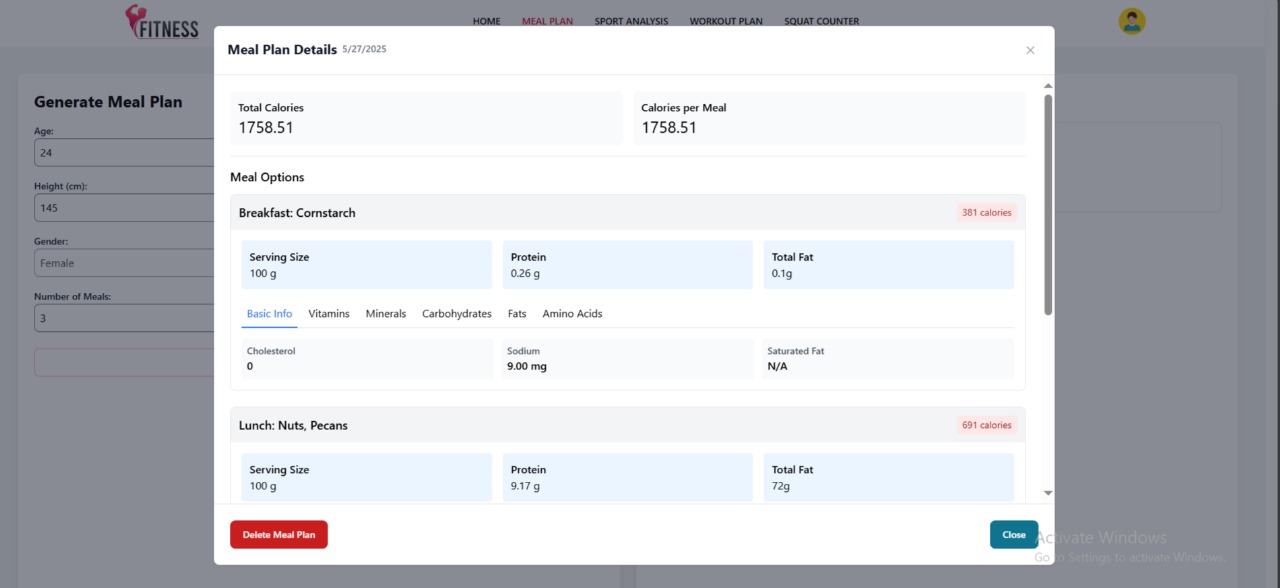 FITNESS
HOME MEAL PLAN SPORT ANALYSIS WORKOUT PLAN SQUAT COUNTER
Meal Plan Details 5/27/2025
Generate Meal Plan
Age:
24
Height (cm):
145
Gender:
Female
Number of Meals:
3
Total Calories
1758.51
Calories per Meal
1758.51
Meal Options
Breakfast: Cornstarch
381 calories
Serving Size
100 g
Protein
0.26 g
Total Fat
0.1g
Basic Info Vitamins Minerals Carbohydrates Fats Amino Acids
Cholesterol
0
Sodium
9.00 mg
Saturated Fat
N/A
Lunch: Nuts, Pecans
691 calories
Serving Size
100 g
Protein
9.17 g
Total Fat
72g
Delete Meal Plan
Close
Activate Windows
Go to Settings to activate Windows.